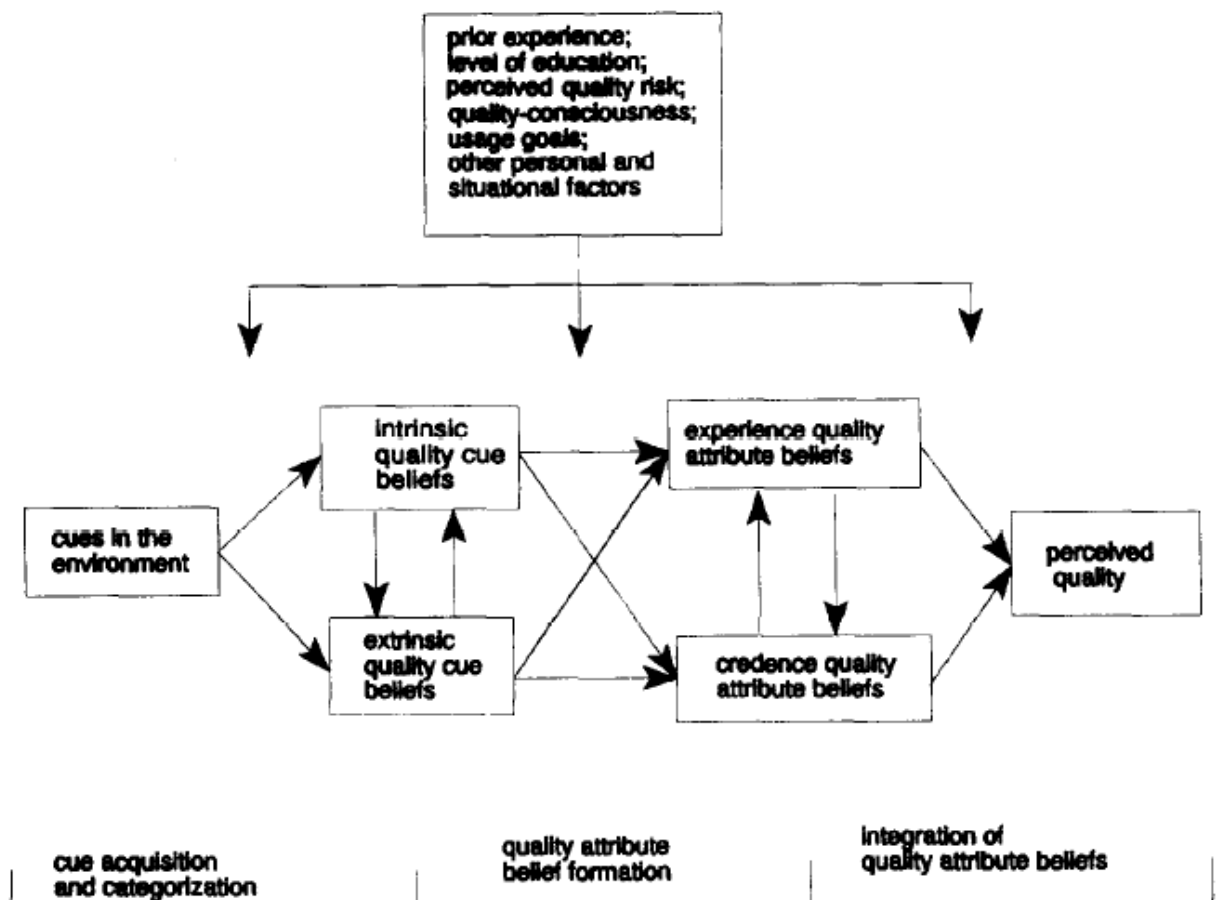 prior experience;
level of education;
perceived quality risk;
quality-consciousness;
usage goals;
other personal and
situational factors
intrinsic
quality cue
beliefs
experience quality
attribute beliefs
cues in the
environment
perceived
quality
extrinsic
quality cue
beliefs
credence quality
attribute beliefs
cue acquisition
and categorization
quality attribute
belief formation
integration of
quality attribute beliefs